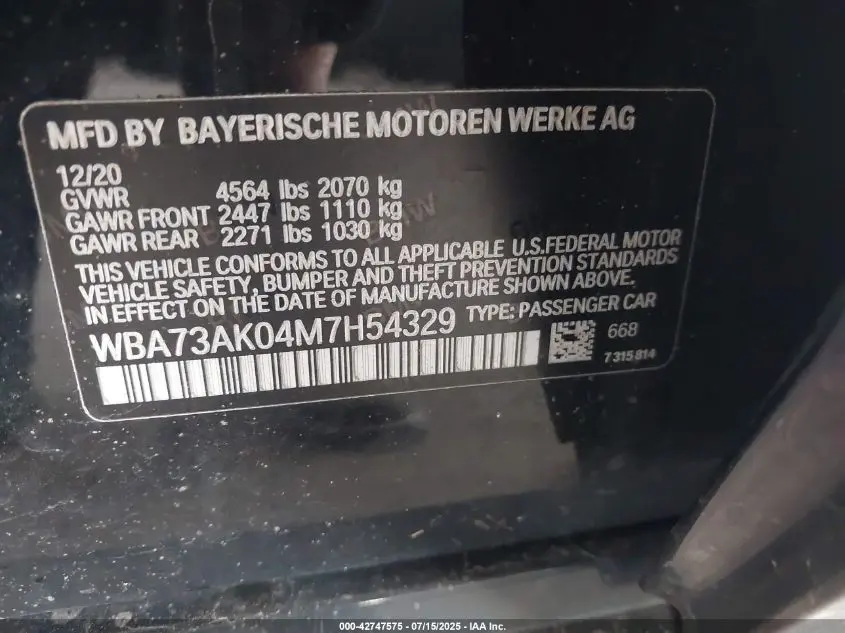 MFD BY BAYERISCHE MOTOREN WERKE AG
12/20
GVWR 4564 lbs 2070 kg
GAWR FRONT 2447 lbs 1110 kg
GAWR REAR 2271 lbs 1030 kg
THIS VEHICLE CONFORMS TO ALL APPLICABLE U.S.FEDERAL MOTOR
VEHICLE SAFETY, BUMPER AND THEFT PREVENTION STANDARDS
IN EFFECT ON THE DATE OF MANUFACTURE SHOWN ABOVE.
WBA73AK04M7H54329 TYPE: PASSENGER CAR
668
7 315 814
000-42747575 07/15/2025 - IAA Inc.